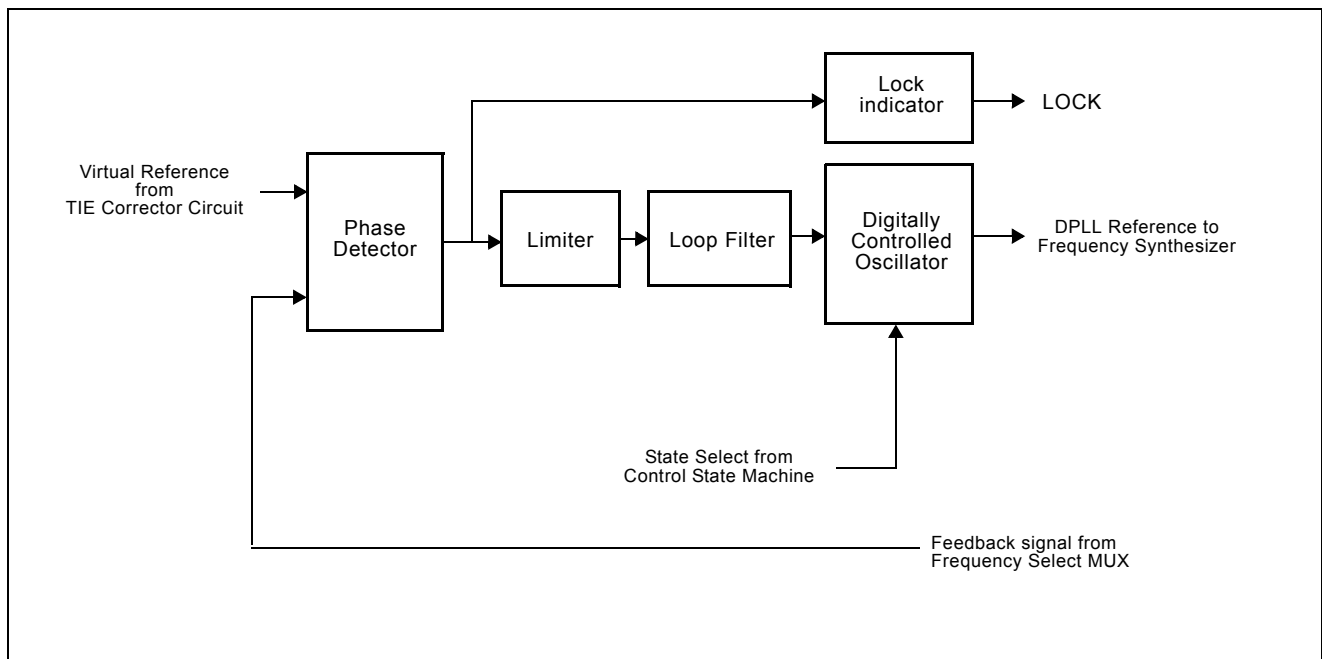 Lock
indicator
LOCK
Virtual Reference
from
TIE Corrector Circuit
Phase
Detector
Limiter
Loop Filter
Digitally
Controlled
Oscillator
DPLL Reference to
Frequency Synthesizer
State Select from
Control State Machine
Feedback signal from
Frequency Select MUX